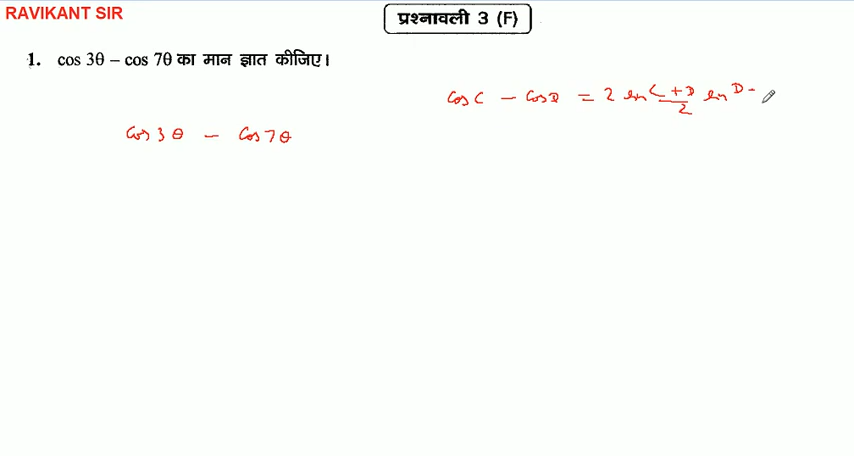 RAVIKANT SIR
प्रश्नावली 3 (F)
1. cos 3θ – cos 7θ का मान ज्ञात कीजिए।
cos C – cos D = 2 sin C + D / 2 sin D -
cos 3θ – cos 7θ